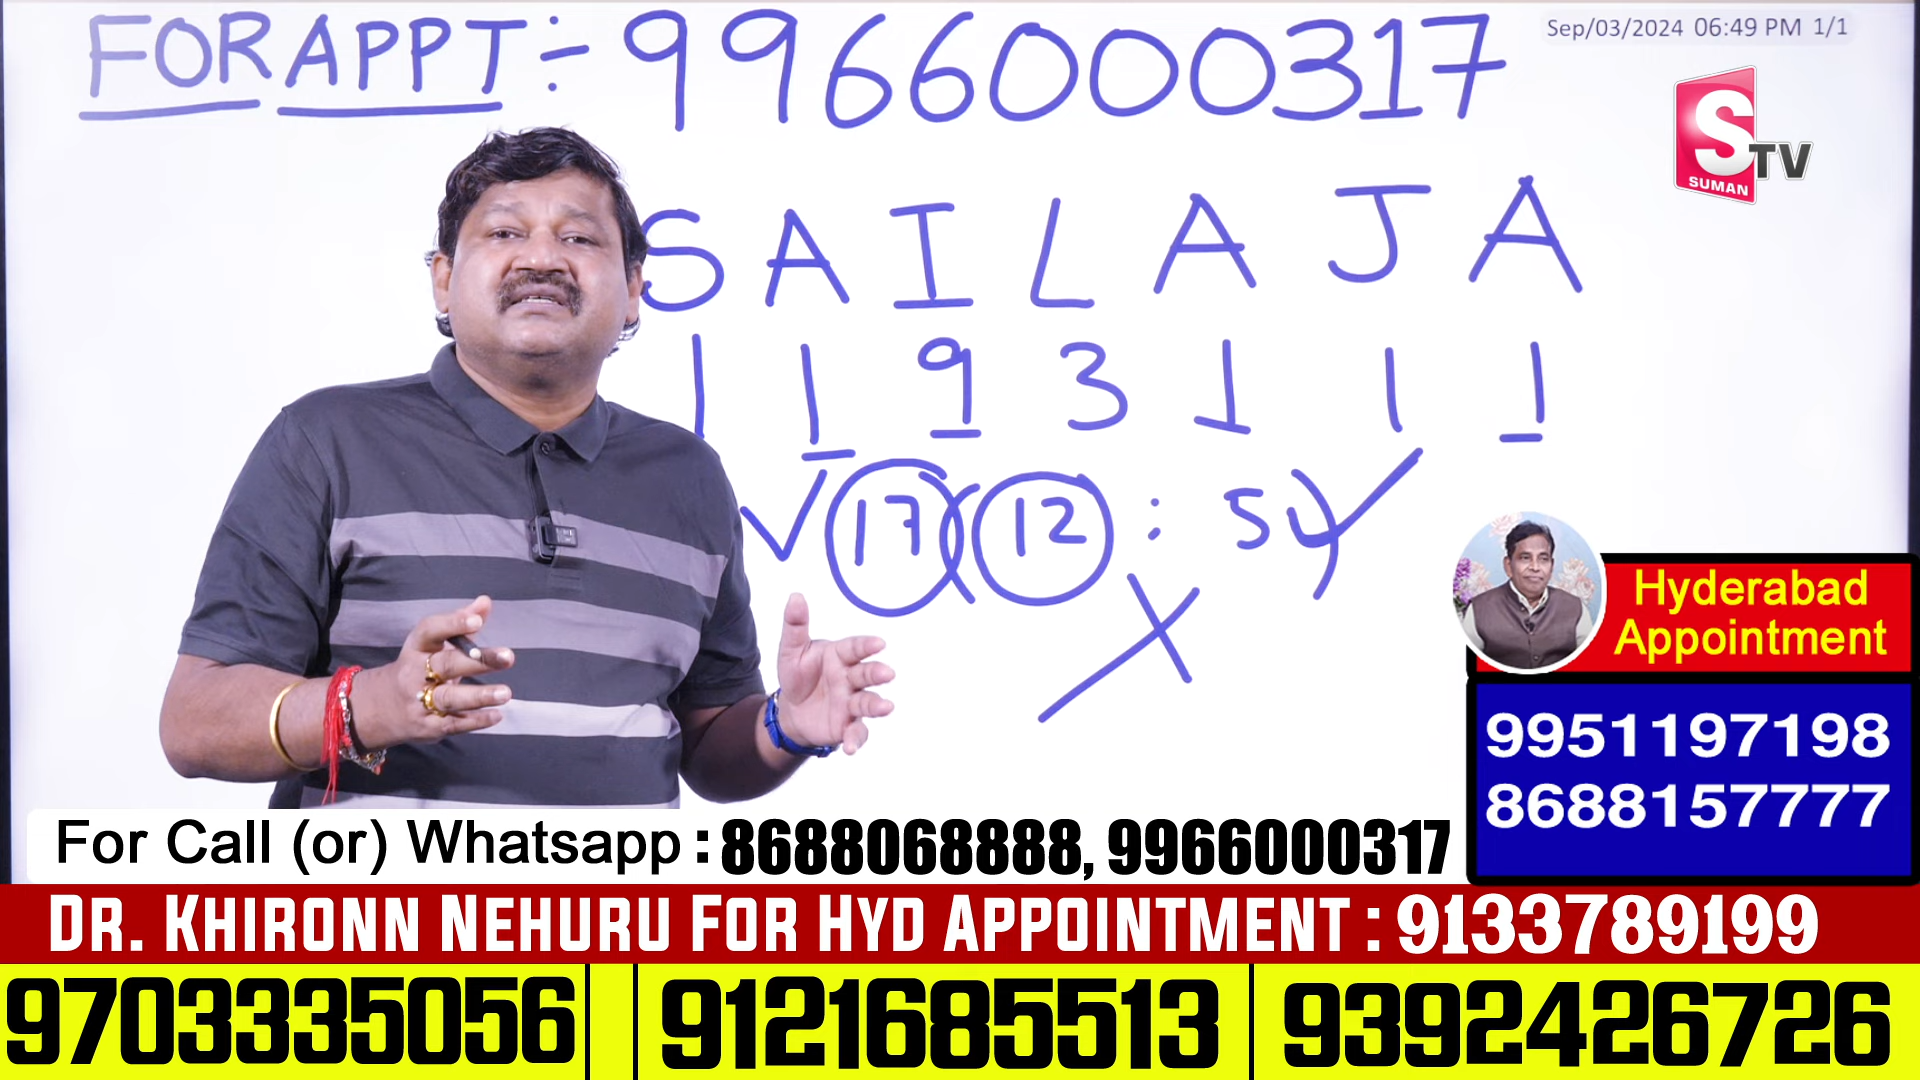 FOR APPT :- 9966000317
Sep/03/2024 06:49 PM 1/1
S TV
SUMAN
S A I L A J A
1 1 9 3 1 1 1
17 12 : 54
Hyderabad
Appointment
9951197198
8688157777
For Call (or) Whatsapp : 8688068888, 9966000317
DR. KHIRONN NEHURU FOR HYD APPOINTMENT : 9133789199
9703335056 9121685513 9392426726